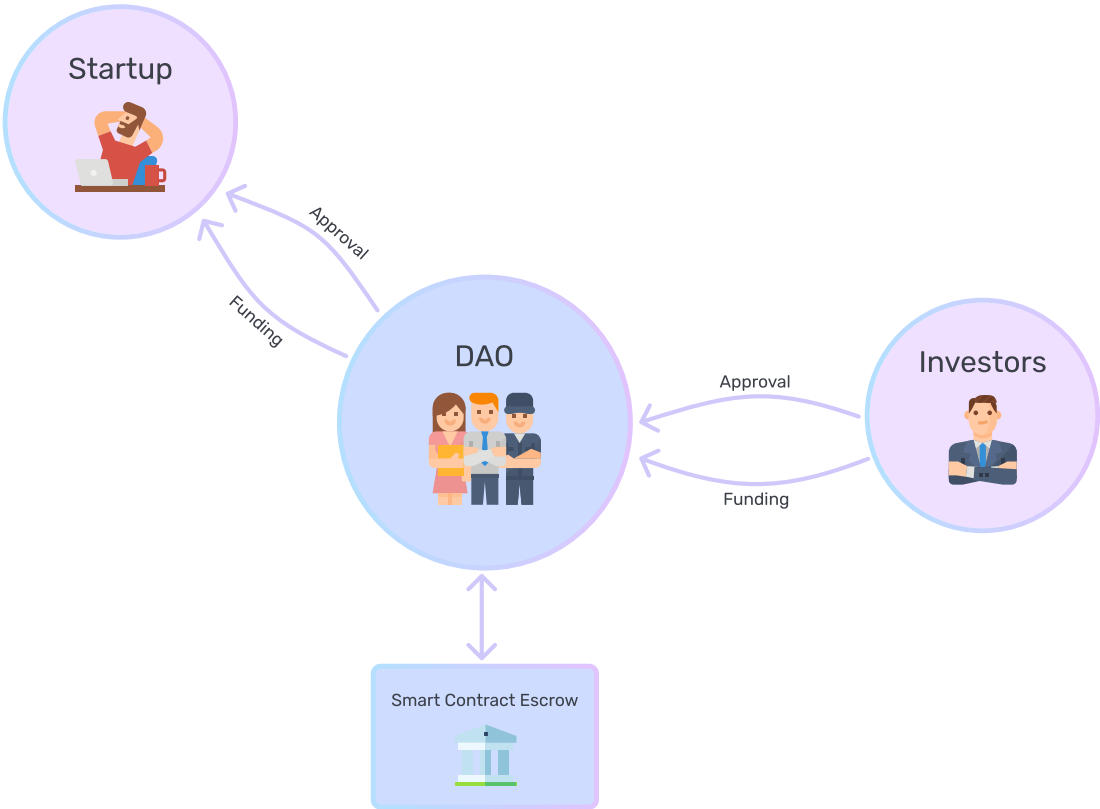 Startup
Approval
Funding
DAO
Approval
Funding
Investors
Smart Contract Escrow